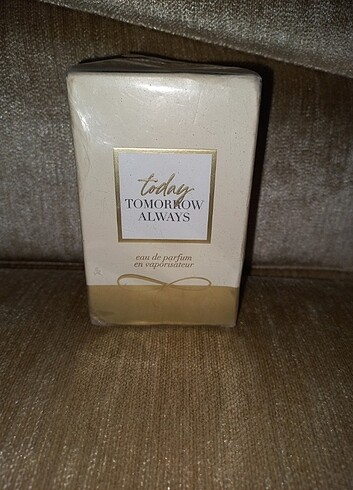 today
TOMORROW
ALWAYS
eau de parfum
en vaporisateur